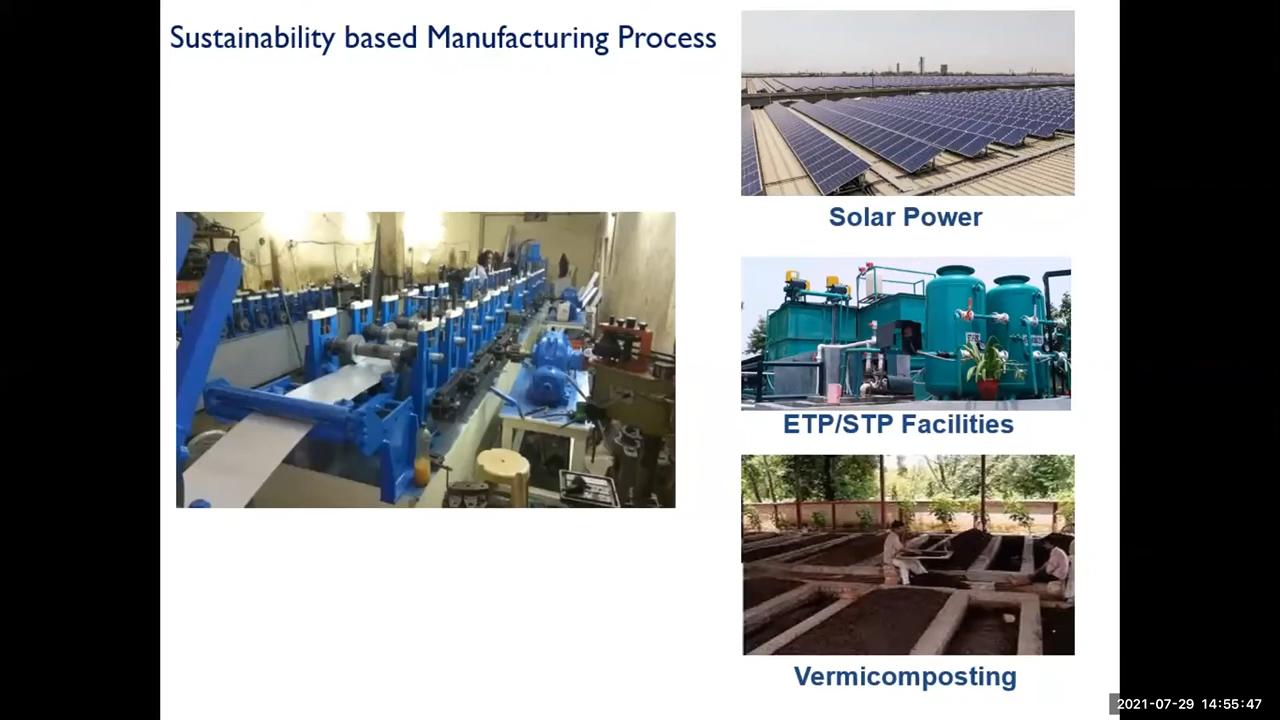 Sustainability based Manufacturing Process
Solar Power
ETP/STP Facilities
Vermicomposting
2021-07-29 14:55:47